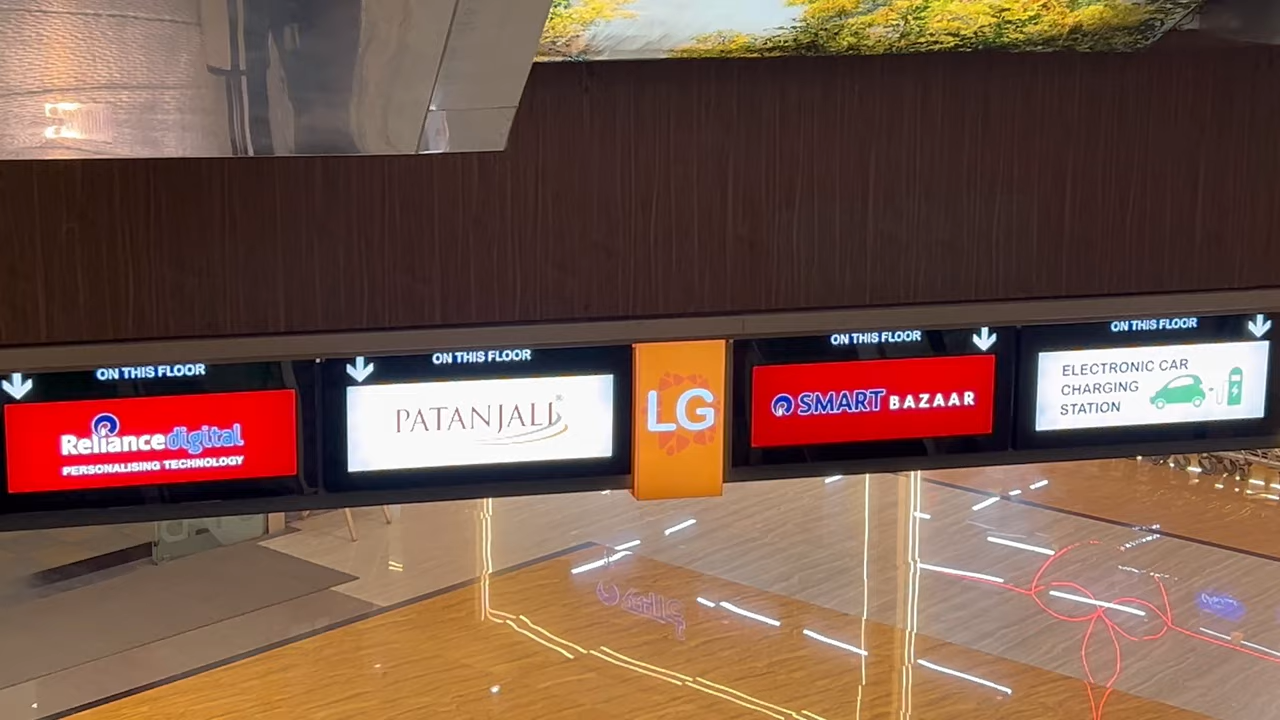 ON THIS FLOOR
Reliance digital
PERSONALISING TECHNOLOGY
ON THIS FLOOR
PATANJALI®
LG
ON THIS FLOOR
SMART BAZAAR
ON THIS FLOOR
ELECTRONIC CAR
CHARGING
STATION